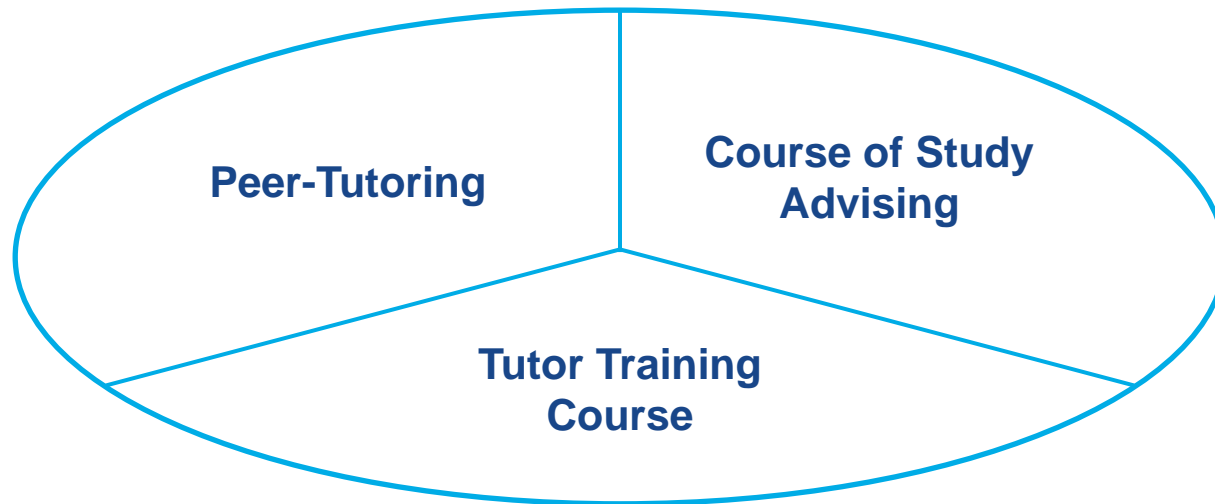 Peer-Tutoring
Course of Study
Advising
Tutor Training
Course